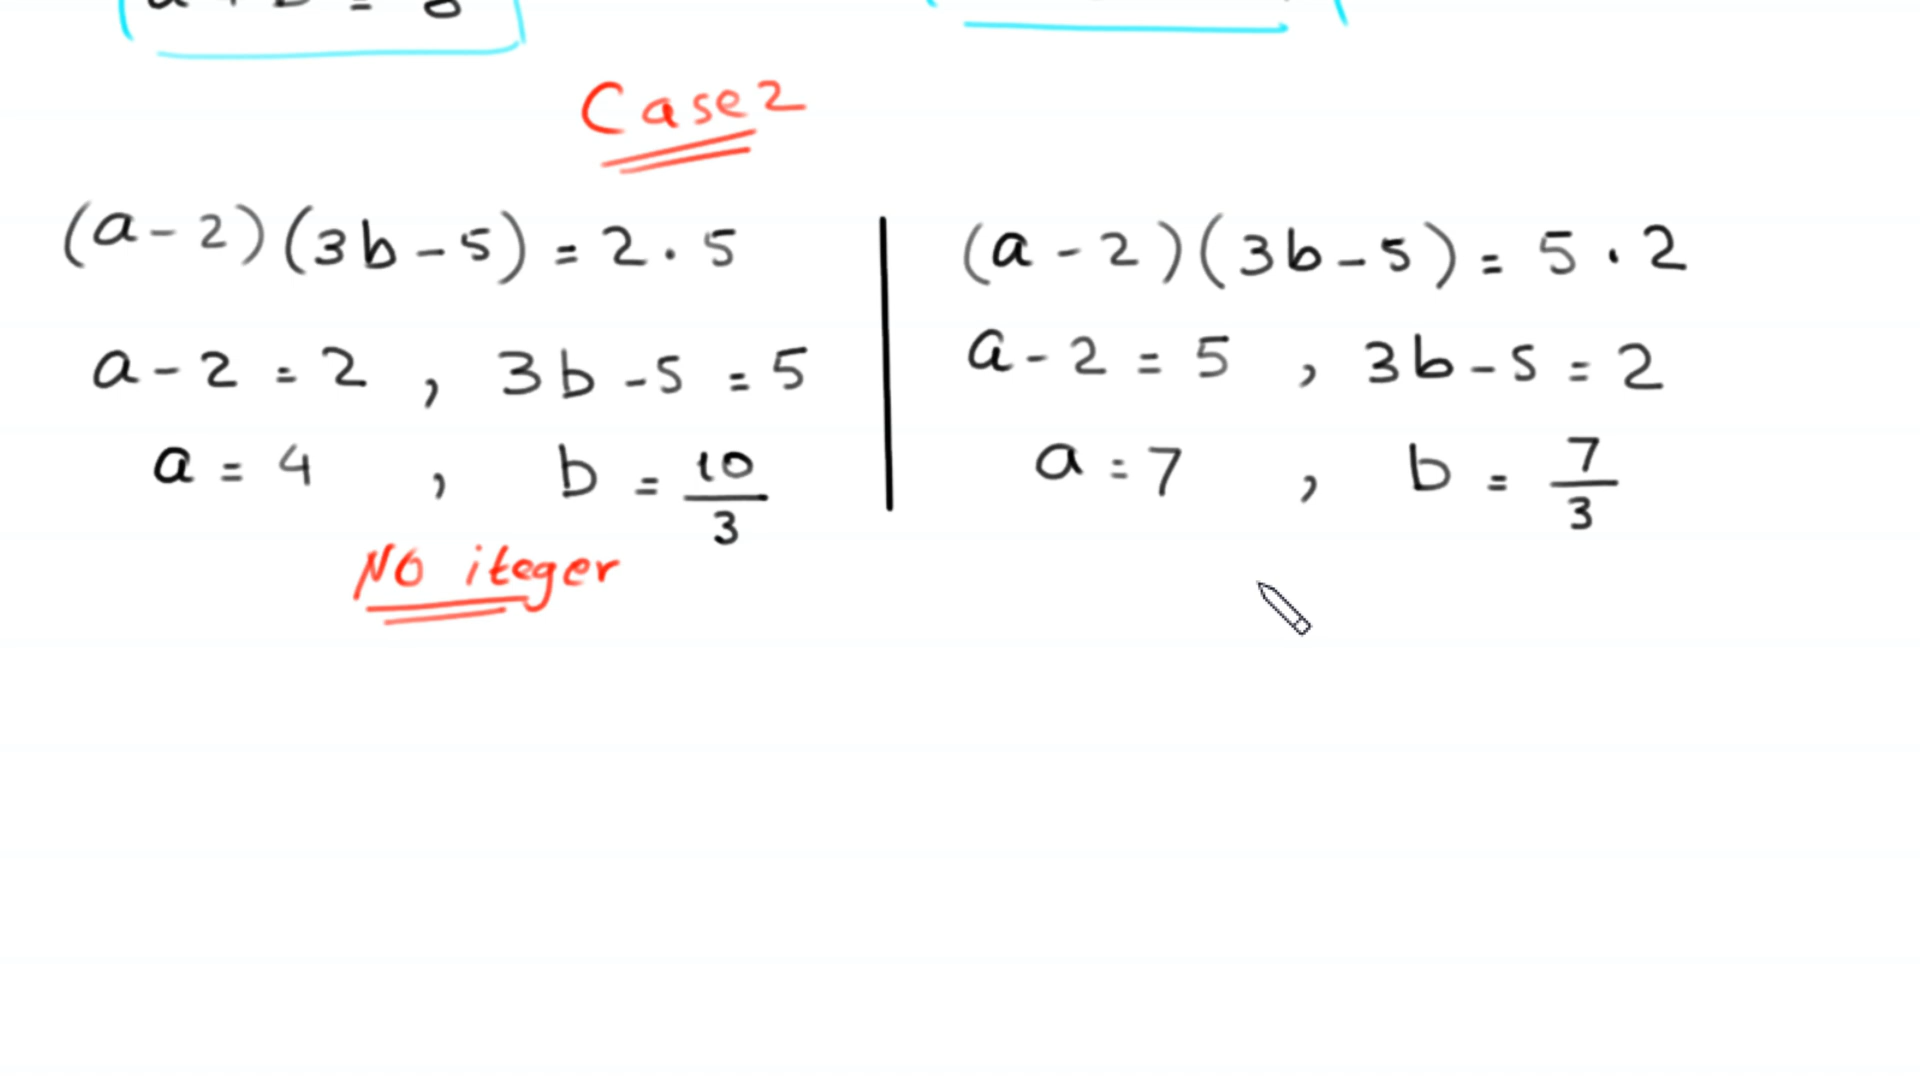 Case 2
(a - 2)(3b - 5) = 2 · 5
a - 2 = 2 , 3b - 5 = 5
a = 4 , b = 10/3
NO iteger
(a - 2)(3b - 5) = 5 · 2
a - 2 = 5 , 3b - 5 = 2
a = 7 , b = 7/3